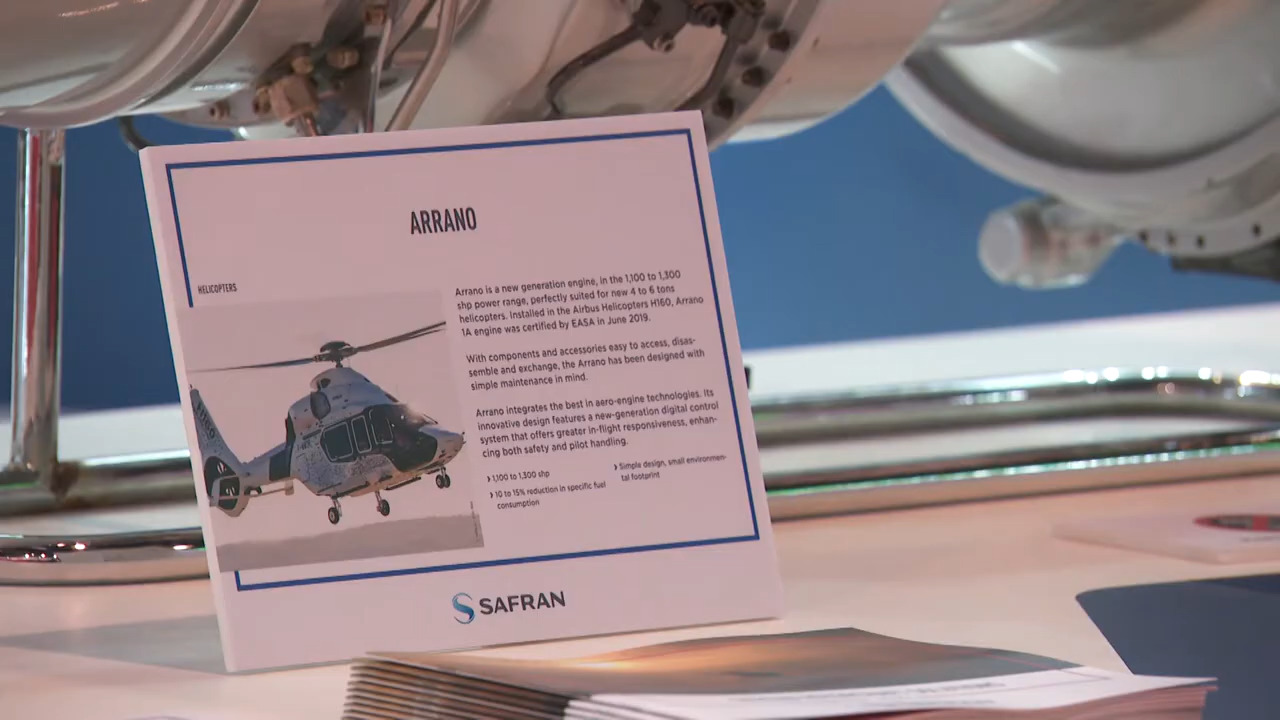 ARRANO
HELICOPTERS
Arrano is a new generation engine, in the 1,100 to 1,300
shp power range, perfectly suited for new 4 to 6 tons
helicopters. Installed in the Airbus Helicopters H160, Arrano
1A engine was certified by EASA in June 2019.
With components and accessories easy to access, disas-
semble and exchange, the Arrano has been designed with
simple maintenance in mind.
Arrano integrates the best in aero-engine technologies. Its
innovative design features a new-generation digital control
system that offers greater in-flight responsiveness, enhan-
cing both safety and pilot handling.
› 1,100 to 1,300 shp
› 10 to 15% reduction in specific fuel
consumption
› Simple design, small environmen-
tal footprint
SAFRAN